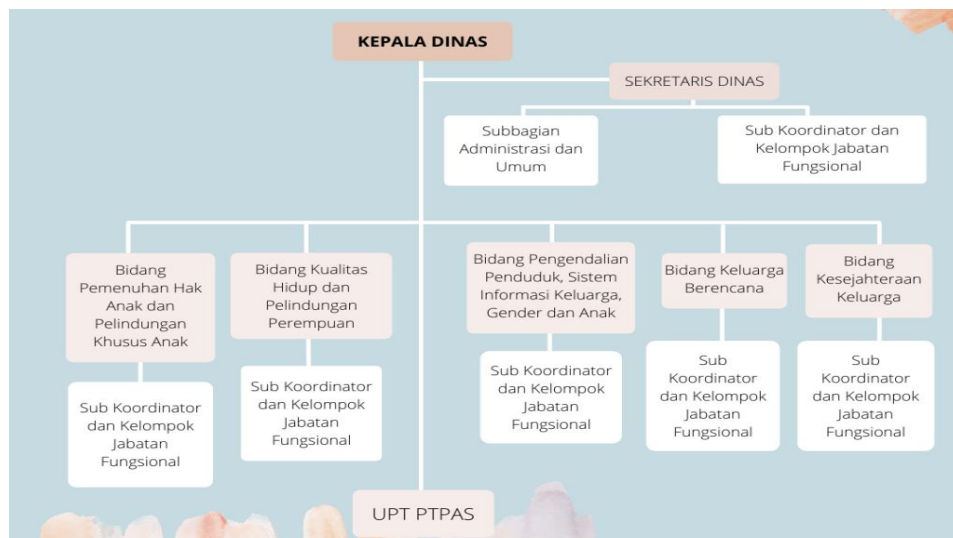 KEPALA DINAS
SEKRETARIS DINAS
Subbagian
Administrasi dan
Umum
Sub Koordinator dan
Kelompok Jabatan
Fungsional
Bidang
Pemenuhan Hak
Anak dan
Pelindungan
Khusus Anak
Bidang Kualitas
Hidup dan
Pelindungan
Perempuan
Bidang Pengendalian
Penduduk, Sistem
Informasi Keluarga,
Gender dan Anak
Bidang Keluarga
Berencana
Bidang
Kesejahteraan
Keluarga
Sub Koordinator
dan Kelompok
Jabatan
Fungsional
Sub Koordinator
dan Kelompok
Jabatan
Fungsional
Sub Koordinator
dan Kelompok
Jabatan
Fungsional
Sub
Koordinator
dan Kelompok
Jabatan
Fungsional
Sub
Koordinator
dan Kelompok
Jabatan
Fungsional
UPT PTPAS